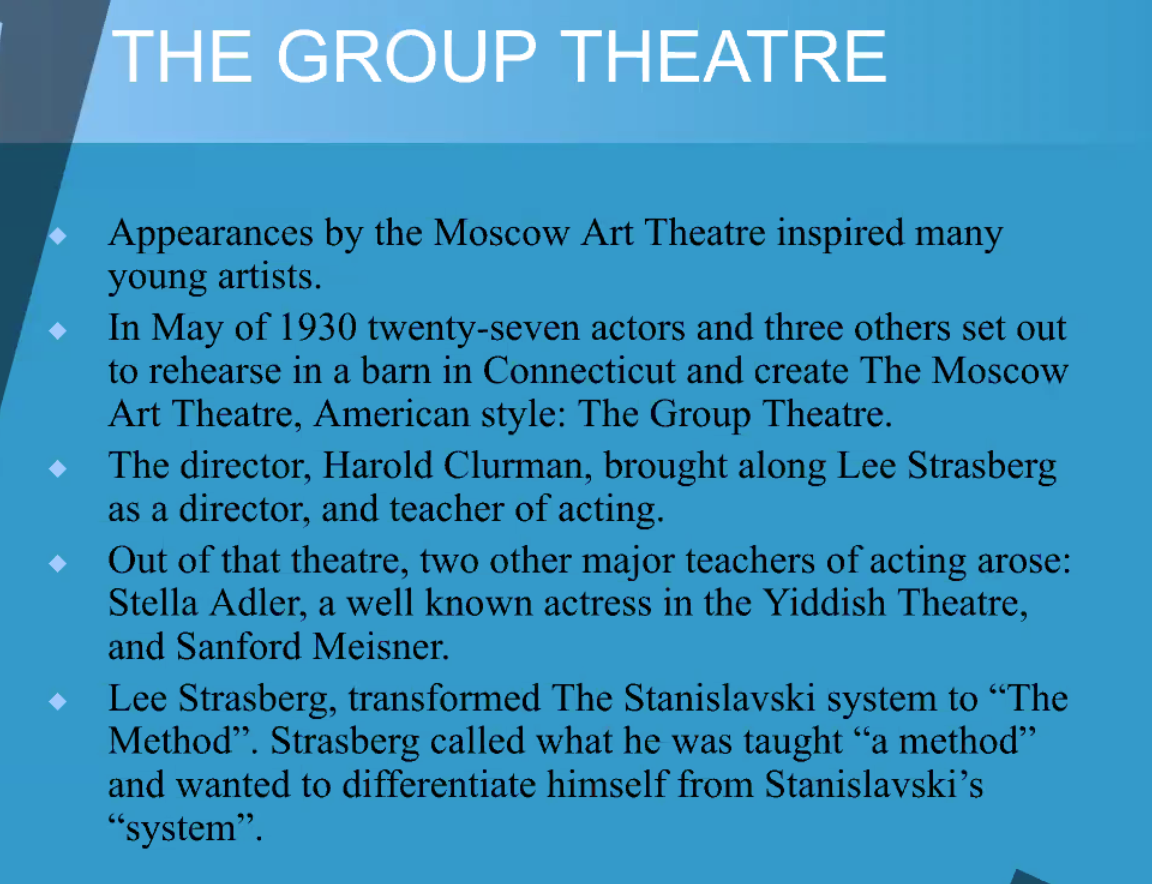 THE GROUP THEATRE
Appearances by the Moscow Art Theatre inspired many
young artists.
In May of 1930 twenty-seven actors and three others set out
to rehearse in a barn in Connecticut and create The Moscow
Art Theatre, American style: The Group Theatre.
The director, Harold Clurman, brought along Lee Strasberg
as a director, and teacher of acting.
Out of that theatre, two other major teachers of acting arose:
Stella Adler, a well known actress in the Yiddish Theatre,
and Sanford Meisner.
Lee Strasberg, transformed The Stanislavski system to “The
Method”. Strasberg called what he was taught “a method”
and wanted to differentiate himself from Stanislavski’s
“system”.